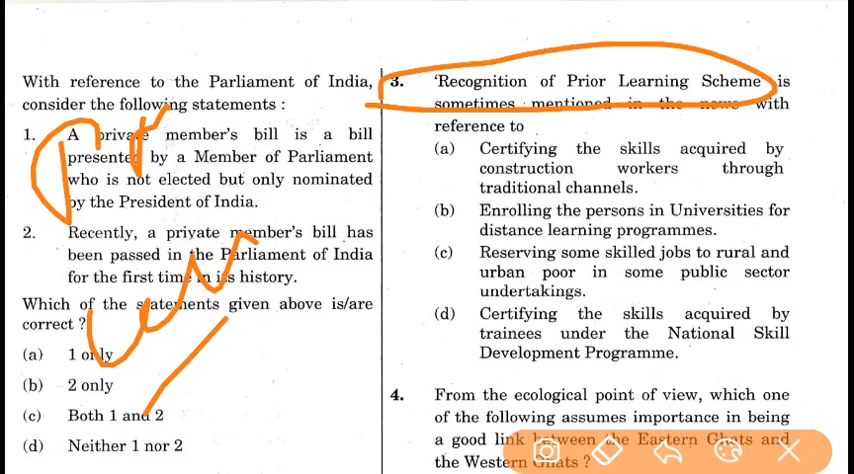 With reference to the Parliament of India,
consider the following statements :
1. A private member's bill is a bill
presented by a Member of Parliament
who is not elected but only nominated
by the President of India.
2. Recently, a private member's bill has
been passed in the Parliament of India
for the first time in its history.
Which of the statements given above is/are
correct ?
(a) 1 only
(b) 2 only
(c) Both 1 and 2
(d) Neither 1 nor 2
3. 'Recognition of Prior Learning Scheme' is
sometimes mentioned in the news with
reference to
(a) Certifying the skills acquired by
construction workers through
traditional channels.
(b) Enrolling the persons in Universities for
distance learning programmes.
(c) Reserving some skilled jobs to rural and
urban poor in some public sector
undertakings.
(d) Certifying the skills acquired by
trainees under the National Skill
Development Programme.
4. From the ecological point of view, which one
of the following assumes importance in being
a good link between the Eastern Ghats and
the Western Ghats ?